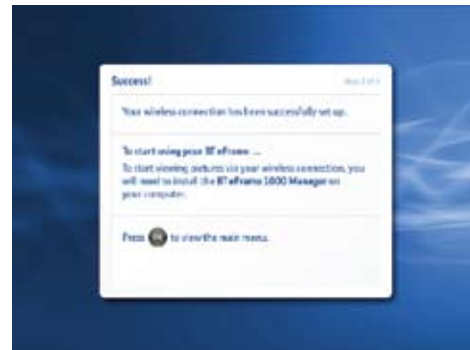 Success!
Your wireless connection has been successfully set up.
To start using your BT eFrame ...
To start viewing pictures via your wireless connection, you
will need to install the BT eFrame 1000 Manager on
your computer.
Press OK to view the main menu.